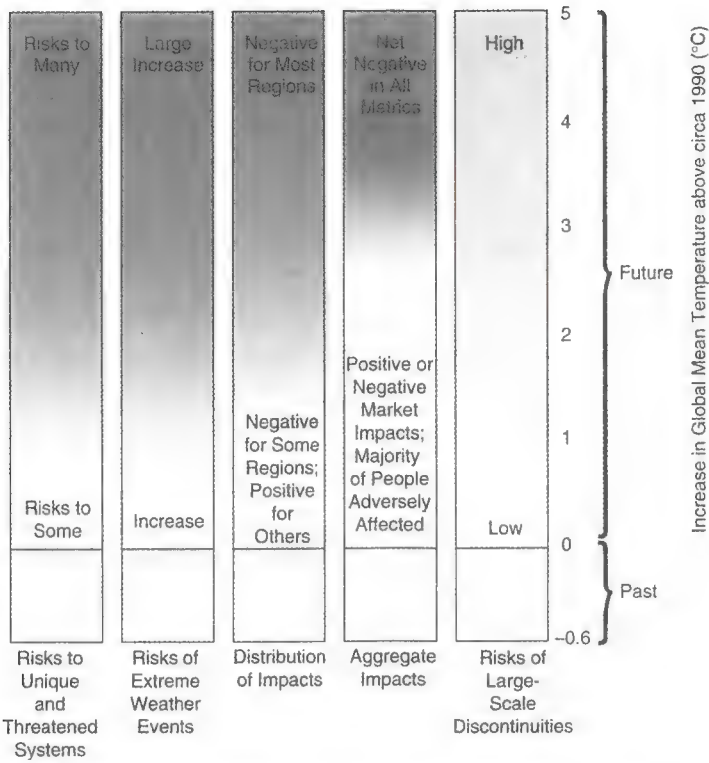 Risks to
Many
Large
Increase
Negative
for Most
Regions
Net
Negative
in All
Metrics
High
Risks to
Some
Increase
Negative
for Some
Regions;
Positive
for
Others
Positive or
Negative
Market
Impacts;
Majority
of People
Adversely
Affected
Low
5
4
3
2
1
0
–0.6
Future
Past
Increase in Global Mean Temperature above circa 1990 (°C)
Risks to
Unique
and
Threatened
Systems
Risks of
Extreme
Weather
Events
Distribution
of Impacts
Aggregate
Impacts
Risks of
Large-
Scale
Discontinuities